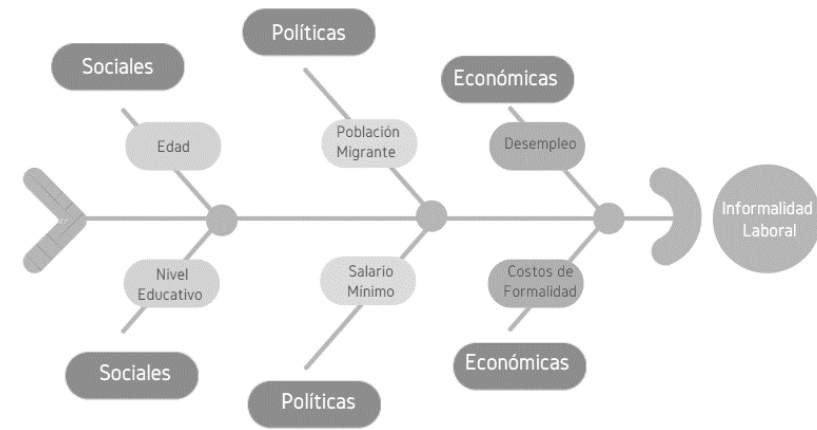 Políticas
Sociales
Económicas
Edad
Población
Migrante
Desempleo
Informalidad
Laboral
Nivel
Educativo
Salario
Mínimo
Costos de
Formalidad
Sociales
Políticas
Económicas